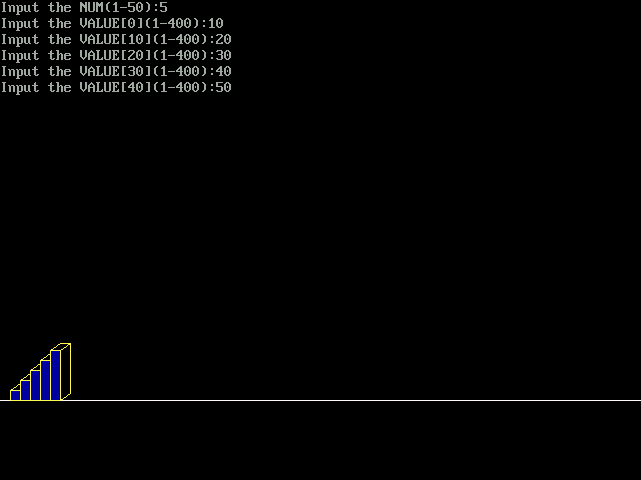 Input the NUM(1-50):5
Input the VALUE[0](1-400):10
Input the VALUE[10](1-400):20
Input the VALUE[20](1-400):30
Input the VALUE[30](1-400):40
Input the VALUE[40](1-400):50